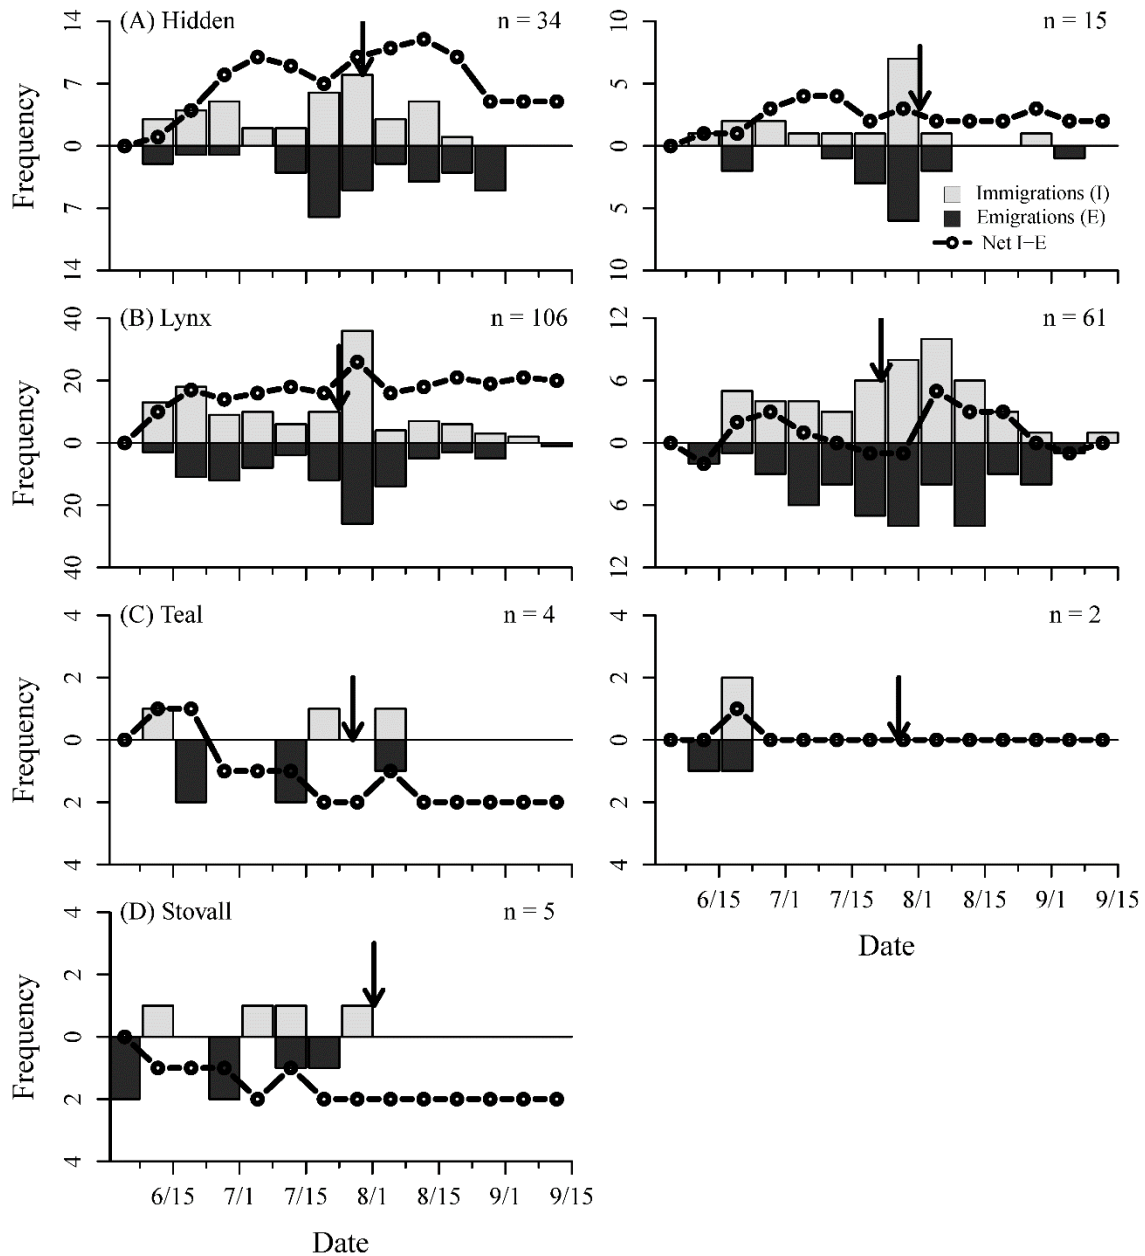 (A) Hidden
n = 34
n = 15
14
7
0
7
14
Frequency
10
5
0
5
10
Immigrations (I)
Emigrations (E)
Net I−E
(B) Lynx
n = 106
n = 61
40
20
0
20
40
Frequency
12
6
0
6
12
(C) Teal
n = 4
n = 2
4
2
0
2
4
Frequency
4
2
0
2
4
6/15 7/1 7/15 8/1 8/15 9/1 9/15
Date
(D) Stovall
n = 5
4
2
0
2
4
Frequency
6/15 7/1 7/15 8/1 8/15 9/1 9/15
Date